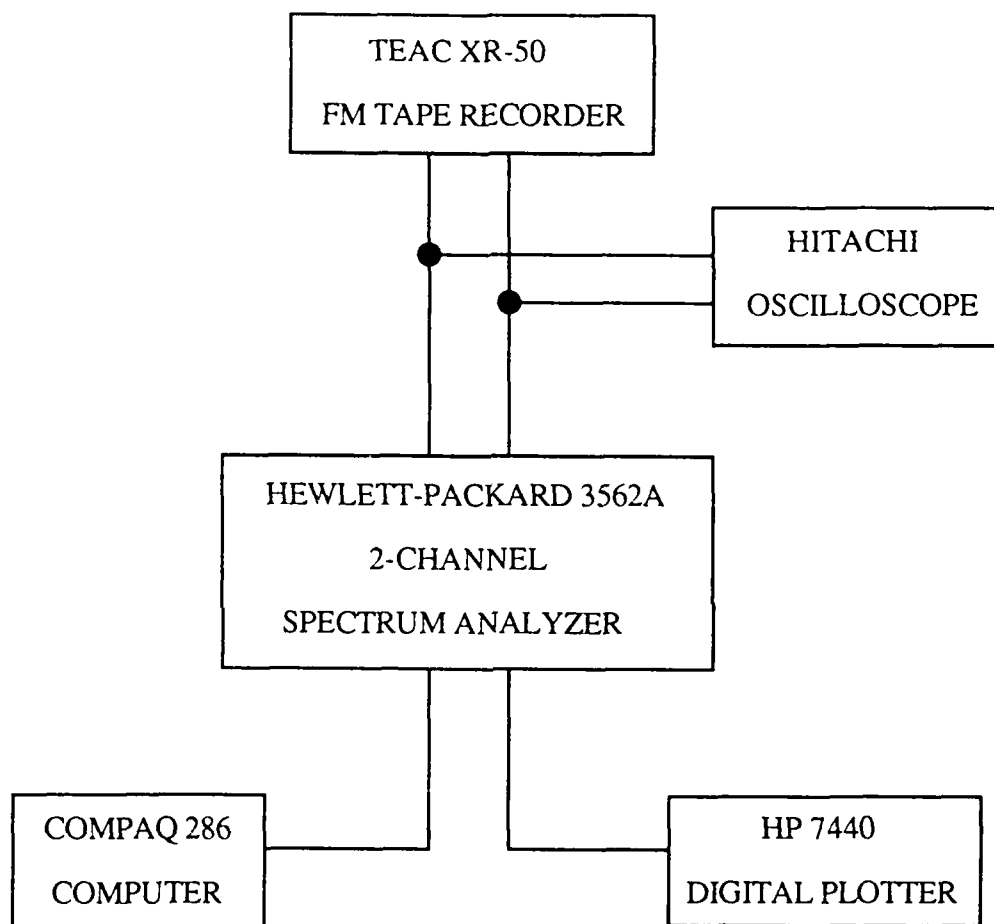 TEAC XR-50
FM TAPE RECORDER
HITACHI
OSCILLOSCOPE
HEWLETT-PACKARD 3562A
2-CHANNEL
SPECTRUM ANALYZER
COMPAQ 286
COMPUTER
HP 7440
DIGITAL PLOTTER